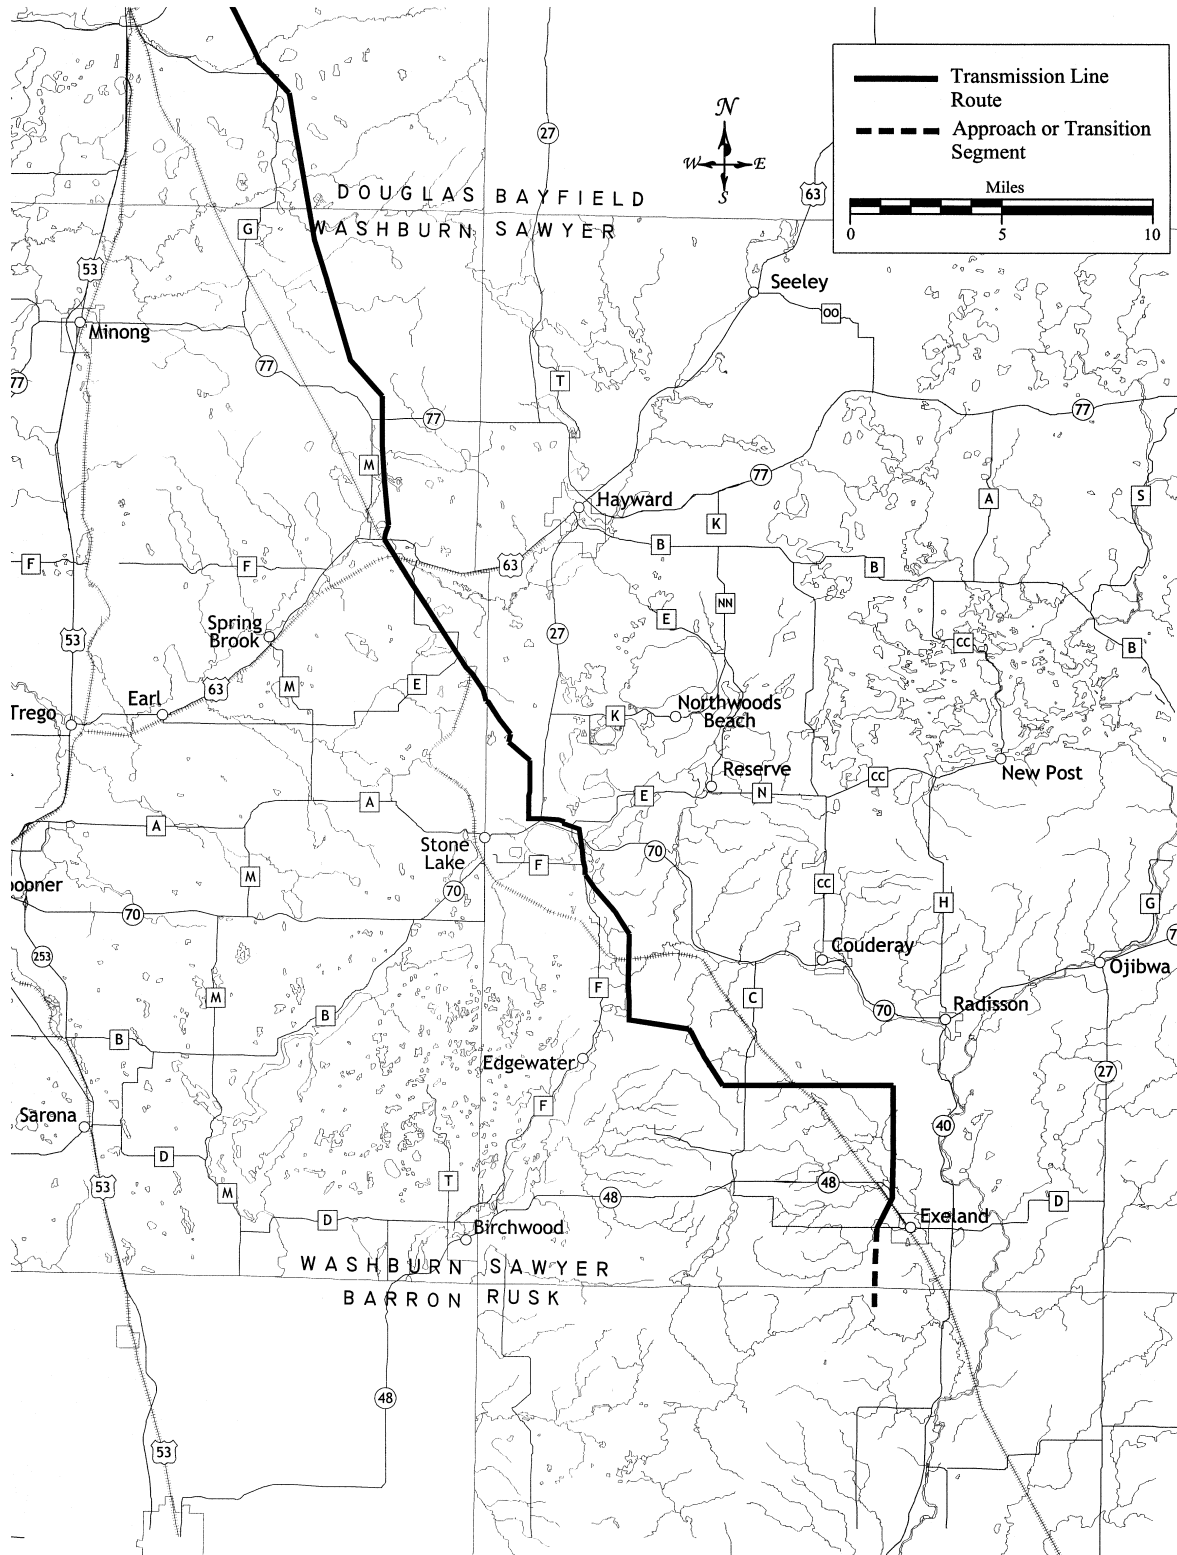 Transmission Line
Route
Approach or Transition
Segment
Miles
0 5 10
N
W E
S
27
63
DOUGLAS BAYFIELD
WASHBURN SAWYER
G
53
Seeley
OO
Minong
77
77
T
77
77
M
77
Hayward
A
S
K
B
63
F
F
B
NN
E
Spring
Brook
53
27
CC
B
63
M
E
Earl
Trego
K
Northwoods
Beach
Reserve
New Post
CC
E
N
A
A
Stone
Lake
70
F
M
70
CC
H
G
ooner
70
253
Couderay
7
Ojibwa
F
M
C
Radisson
B
70
B
Edgewater
27
F
Sarona
40
D
53
M
T
48
48
D
D
Birchwood
Exeland
WASHBURN SAWYER
BARRON RUSK
48
53